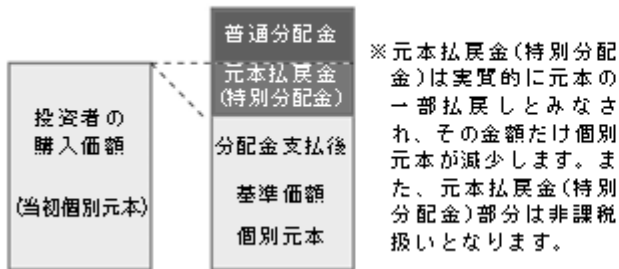 投資者の
購入価額
(当初個別元本)
普通分配金
元本払戻金
(特別分配金)
分配金支払後
基準価額
個別元本
※元本払戻金(特別分配
金)は実質的に元本の
一部払戻しとみなさ
れ、その金額だけ個別
元本が減少します。ま
た、元本払戻金(特別
分配金)部分は非課税
扱いとなります。